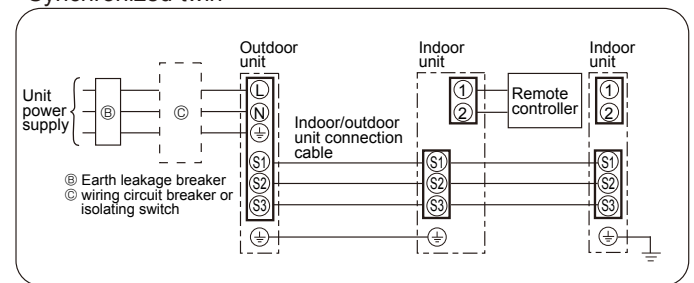 Synchronized twin
Outdoor unit
Indoor unit
Indoor unit
Unit
power
supply
Ⓑ
Ⓒ
L
N
⏚
S1
S2
S3
⏚
Indoor/outdoor
unit connection
cable
1
2
S1
S2
S3
⏚
Remote
controller
1
2
S1
S2
S3
⏚
Ⓑ Earth leakage breaker
Ⓒ wiring circuit breaker or
isolating switch